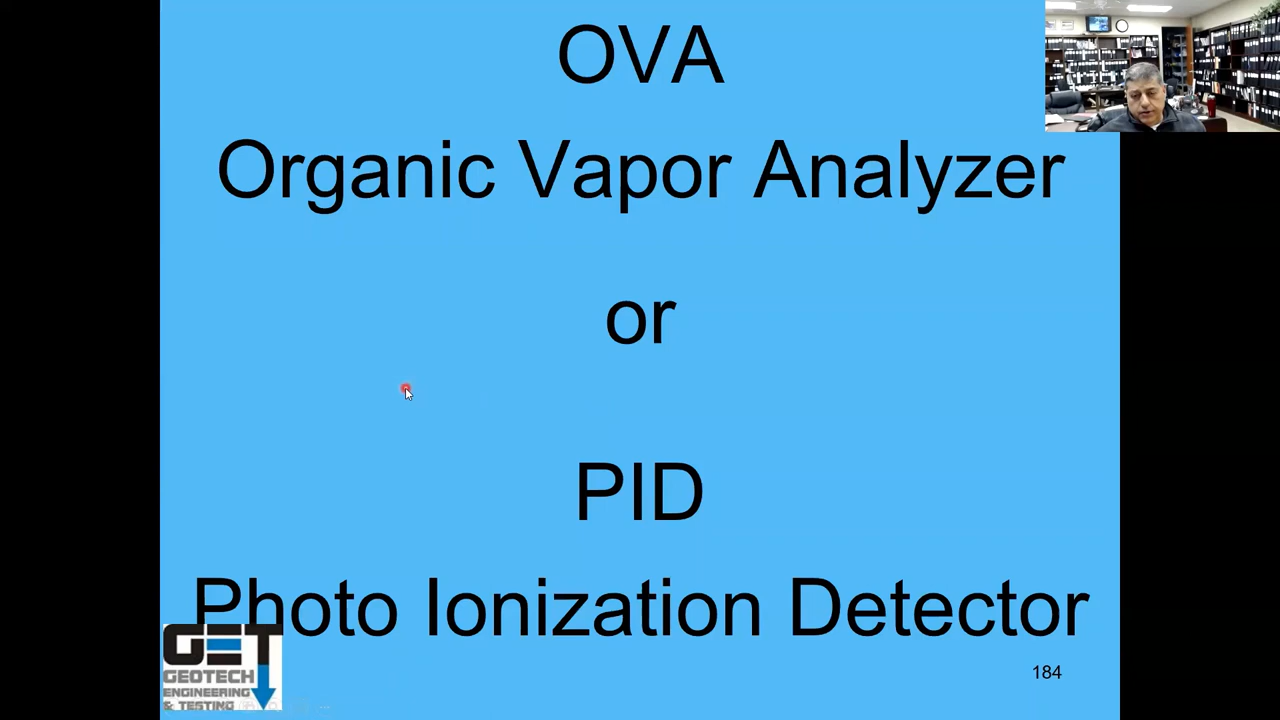 OVA
Organic Vapor Analyzer
or
PID
Photo Ionization Detector
GET
GEOTECH
ENGINEERING
& TESTING
184